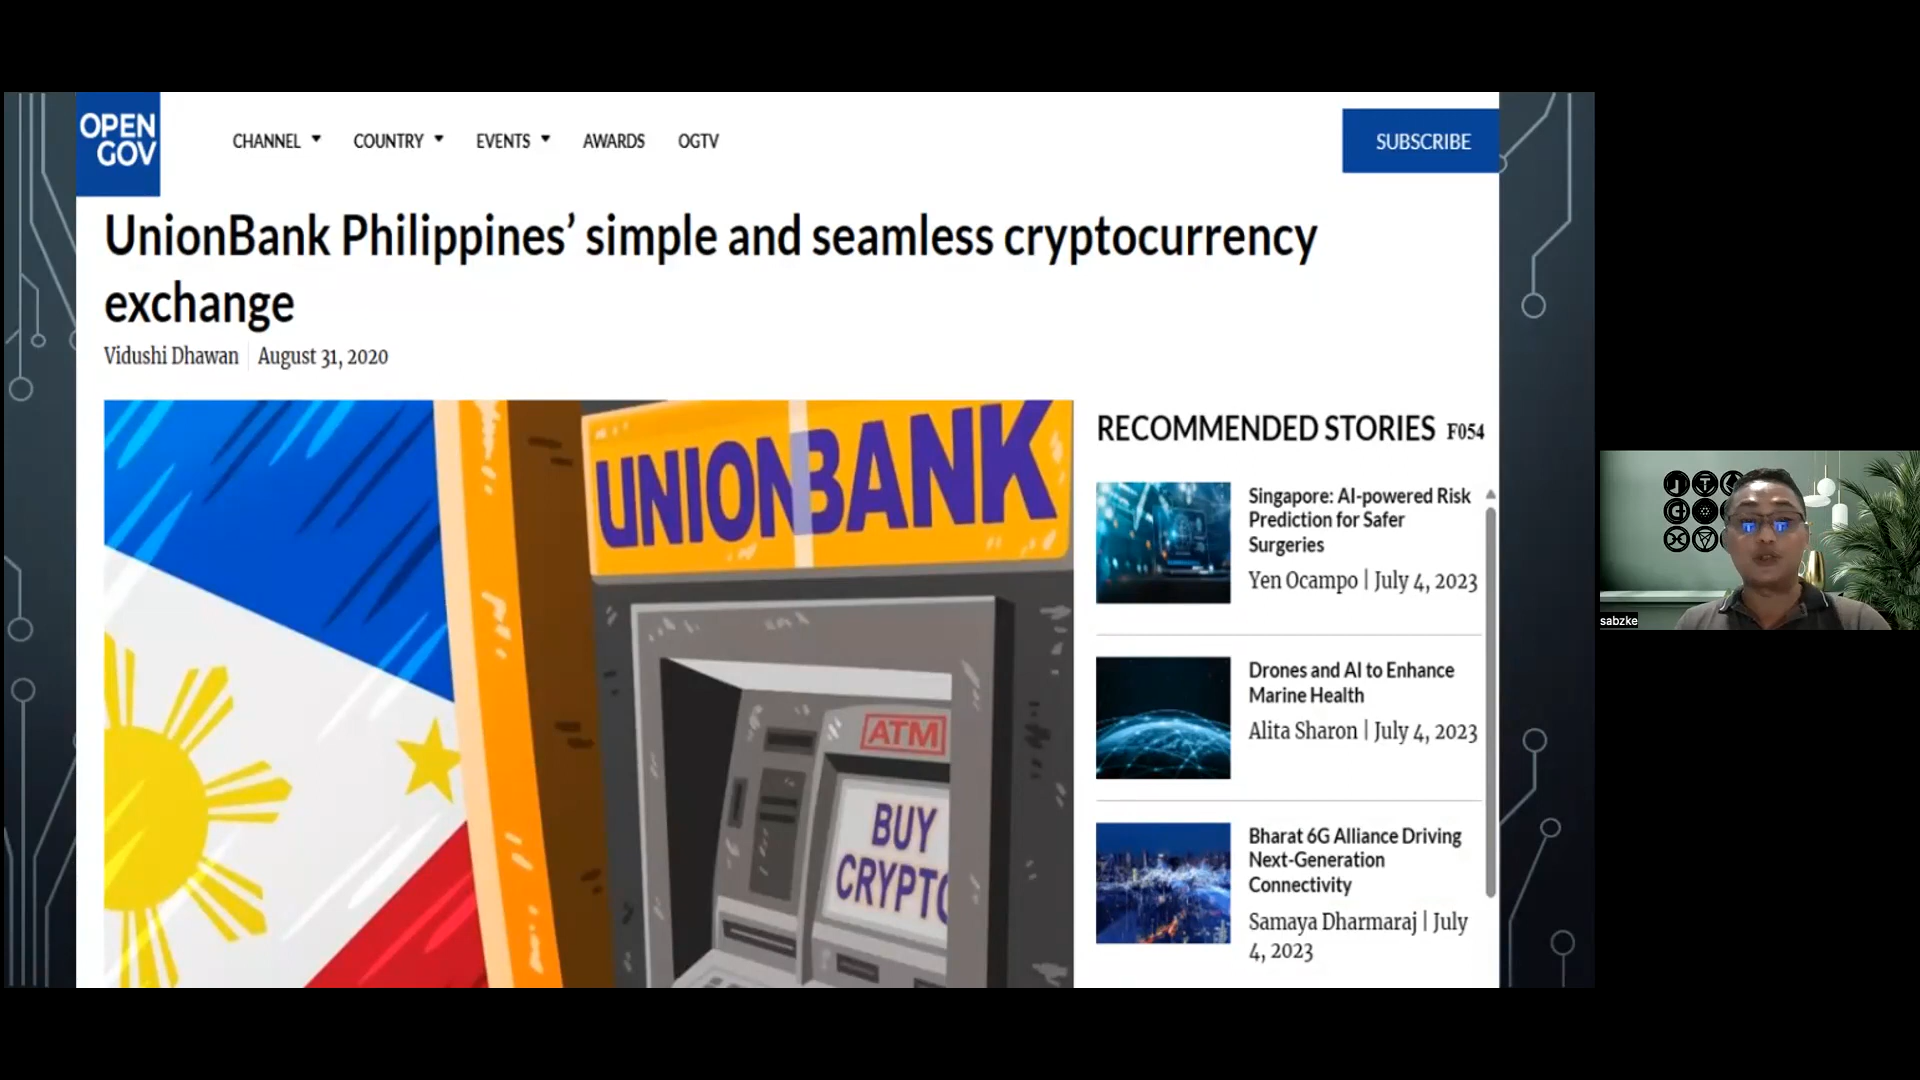 OPEN
GOV
CHANNEL
COUNTRY
EVENTS
AWARDS
OGTV
SUBSCRIBE
UnionBank Philippines’ simple and seamless cryptocurrency
exchange
Vidushi Dhawan
August 31, 2020
UNIONBANK
ATM
BUY
CRYPTO
RECOMMENDED STORIES F054
Singapore: AI-powered Risk
Prediction for Safer
Surgeries
Yen Ocampo | July 4, 2023
Drones and AI to Enhance
Marine Health
Alita Sharon | July 4, 2023
Bharat 6G Alliance Driving
Next-Generation
Connectivity
Samaya Dharmaraj | July
4, 2023
sabzke